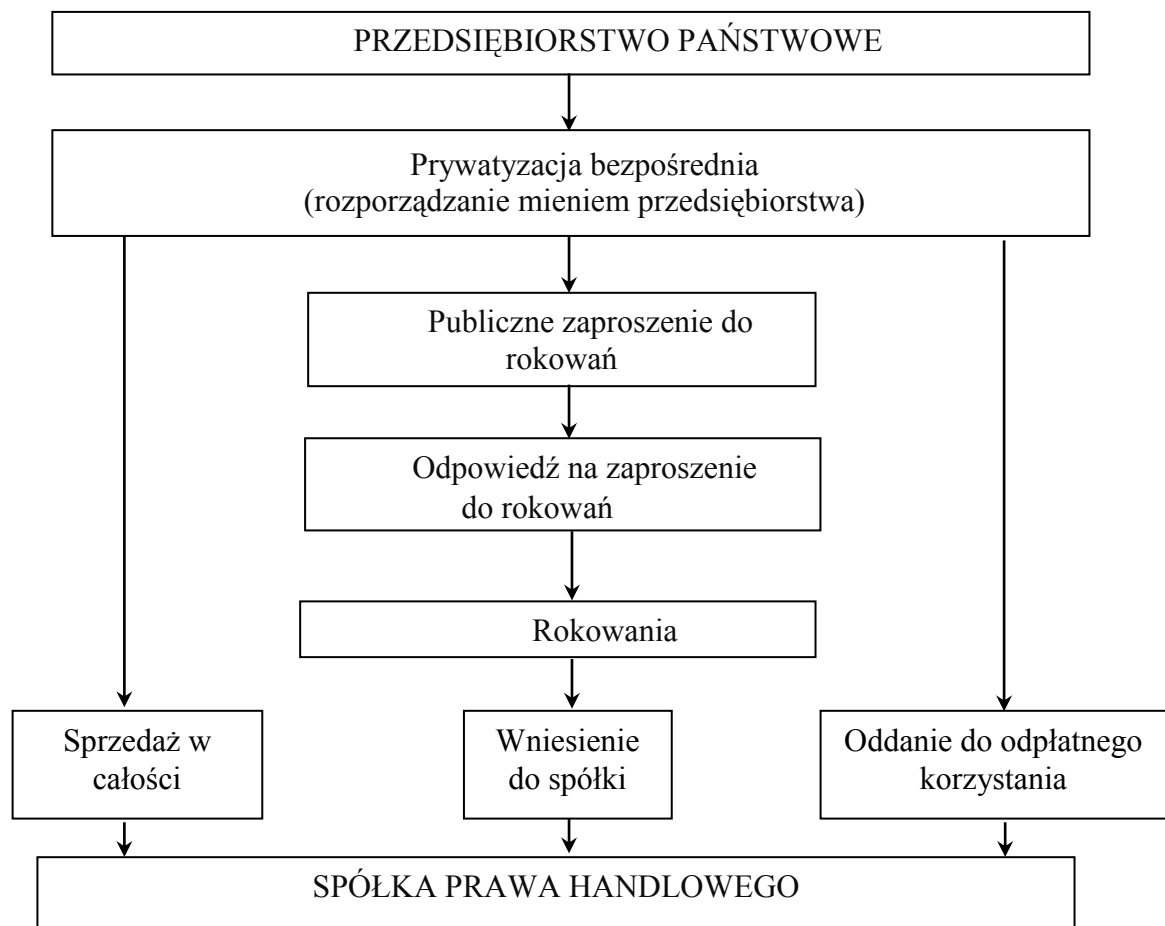 PRZEDSIĘBIORSTWO PAŃSTWOWE
Prywatyzacja bezpośrednia
(rozporządzanie mieniem przedsiębiorstwa)
Publiczne zaproszenie do
rokowań
Odpowiedź na zaproszenie
do rokowań
Rokowania
Sprzedaż w
całości
Wniesienie
do spółki
Oddanie do odpłatnego
korzystania
SPÓŁKA PRAWA HANDLOWEGO